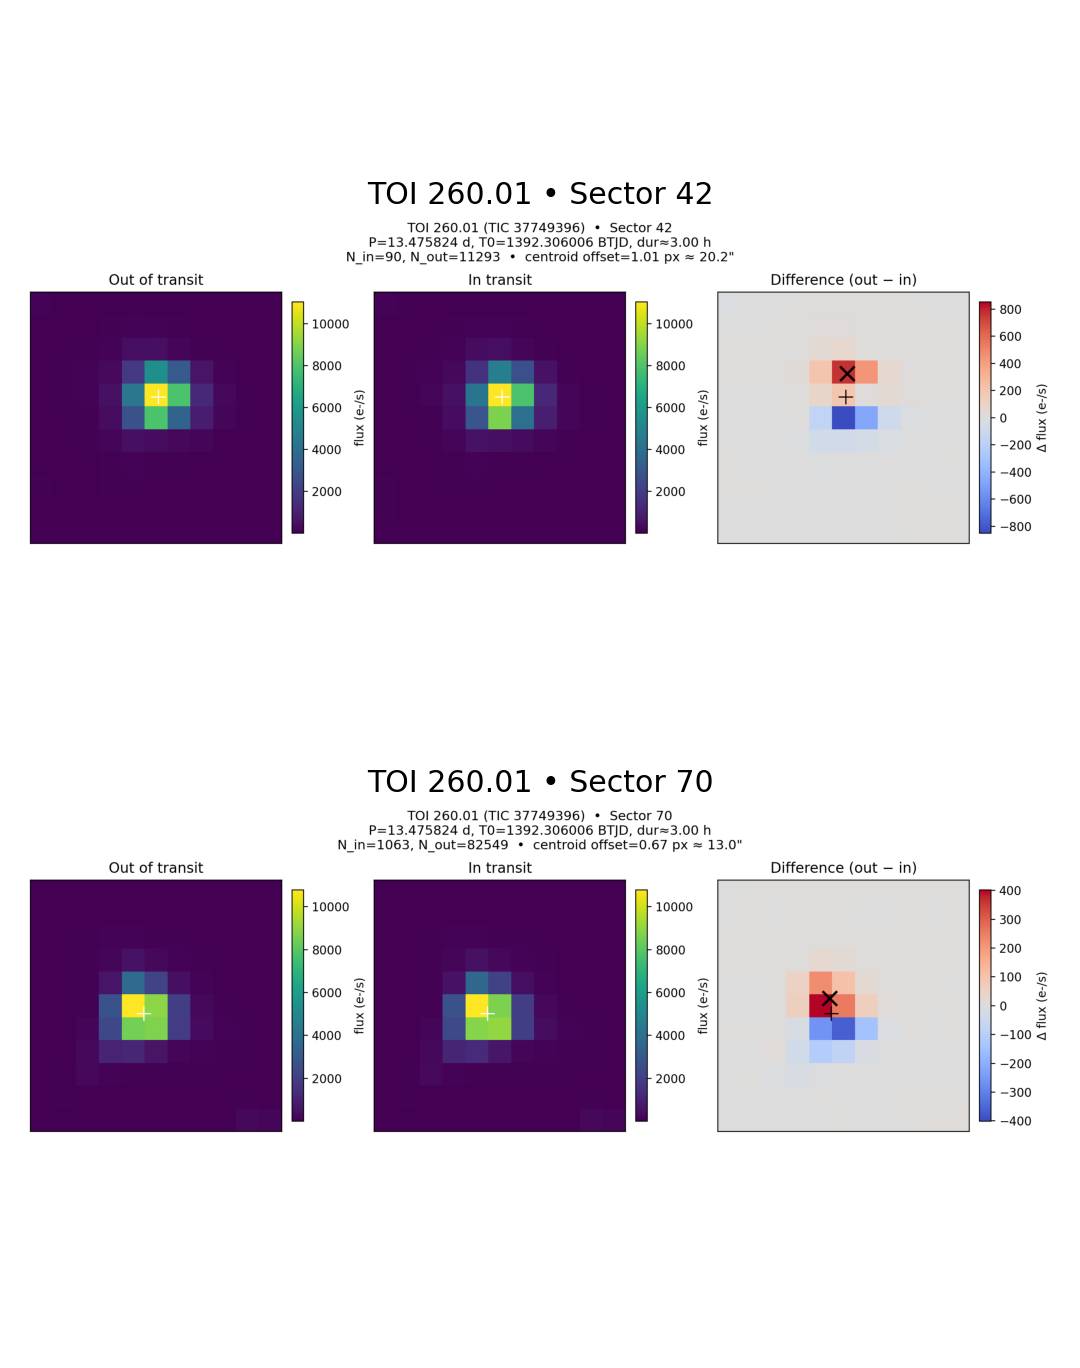 TOI 260.01 • Sector 42
TOI 260.01 (TIC 37749396) • Sector 42
P=13.475824 d, T0=1392.306006 BTJD, dur≈3.00 h
N_in=90, N_out=11293 • centroid offset=1.01 px ≈ 20.2"
Out of transit
In transit
Difference (out − in)
10000
8000
6000
4000
2000
flux (e-/s)
10000
8000
6000
4000
2000
flux (e-/s)
800
600
400
200
0
−200
−400
−600
−800
Δ flux (e-/s)
TOI 260.01 • Sector 70
TOI 260.01 (TIC 37749396) • Sector 70
P=13.475824 d, T0=1392.306006 BTJD, dur≈3.00 h
N_in=1063, N_out=82549 • centroid offset=0.67 px ≈ 13.0"
Out of transit
In transit
Difference (out − in)
10000
8000
6000
4000
2000
flux (e-/s)
10000
8000
6000
4000
2000
flux (e-/s)
400
300
200
100
0
−100
−200
−300
−400
Δ flux (e-/s)